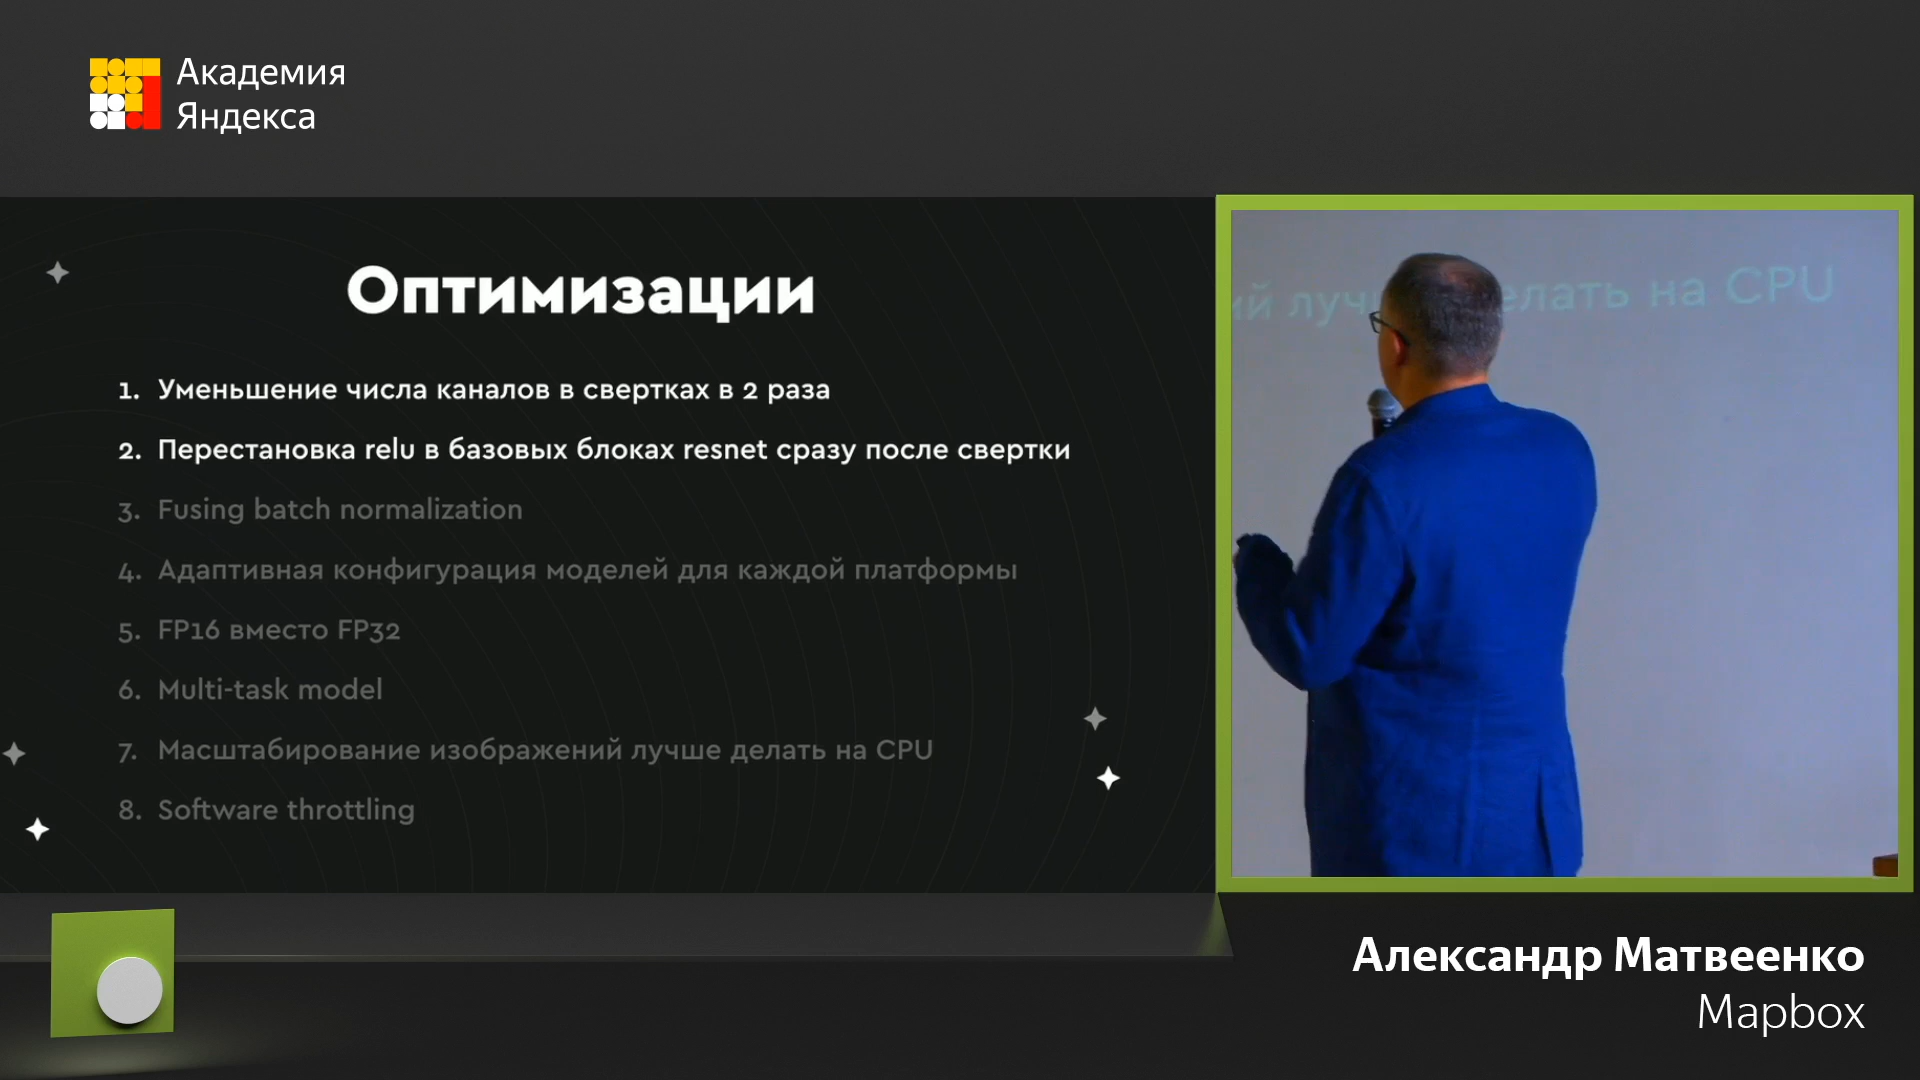 Академия
Яндекса
Оптимизации
1. Уменьшение числа каналов в свертках в 2 раза
2. Перестановка relu в базовых блоках resnet сразу после свертки
3. Fusing batch normalization
4. Адаптивная конфигурация моделей для каждой платформы
5. FP16 вместо FP32
6. Multi-task model
7. Масштабирование изображений лучше делать на CPU
8. Software throttling
ий луч елать на CPU
Александр Матвеенко
Mapbox